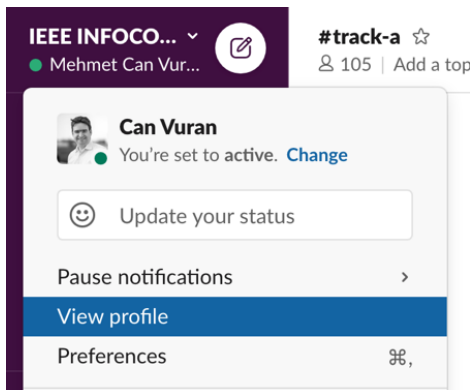 IEEE INFOCO...
Mehmet Can Vur...
#track-a
105 | Add a top
Can Vuran
You're set to active. Change
Update your status
Pause notifications
View profile
Preferences ⌘,